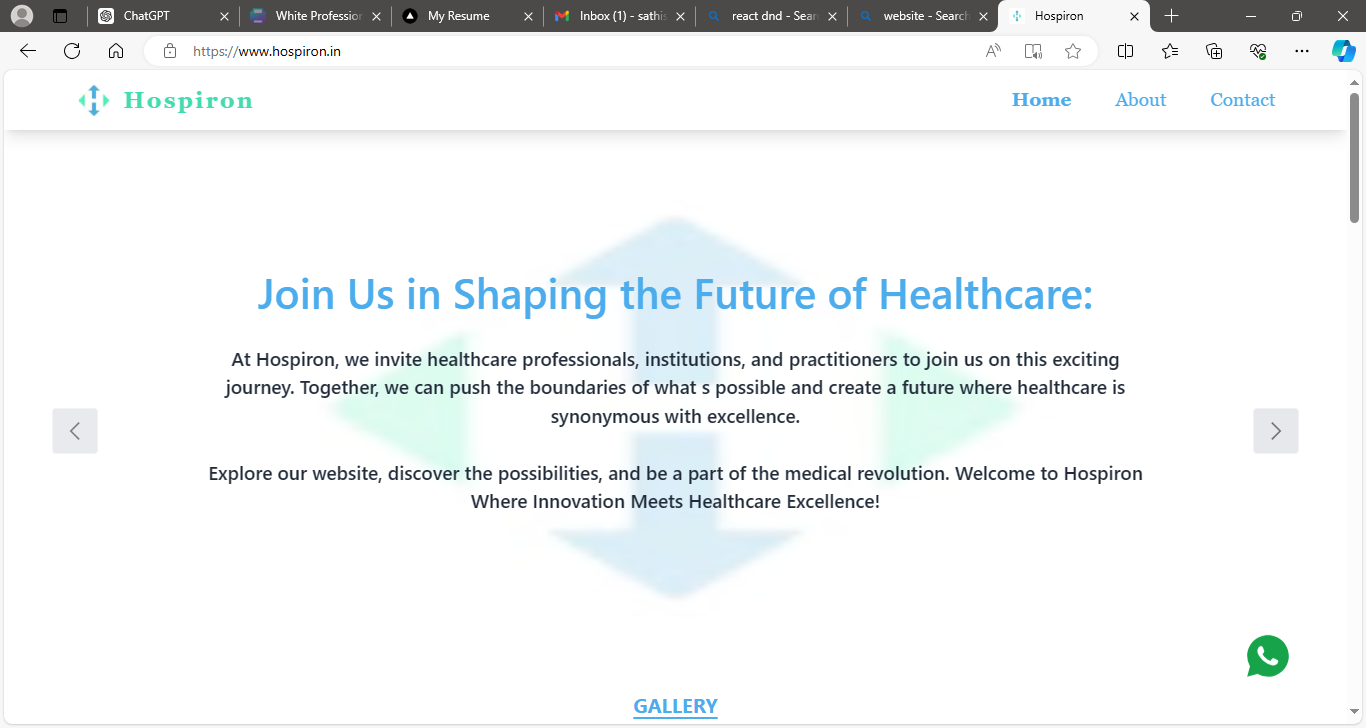 ChatGPT
White Profession
My Resume
Inbox (1) - sathis
react dnd - Sear
website - Search
Hospiron
https://www.hospiron.in
Hospiron
Home
About
Contact
Join Us in Shaping the Future of Healthcare:
At Hospiron, we invite healthcare professionals, institutions, and practitioners to join us on this exciting
journey. Together, we can push the boundaries of what s possible and create a future where healthcare is
synonymous with excellence.
Explore our website, discover the possibilities, and be a part of the medical revolution. Welcome to Hospiron
Where Innovation Meets Healthcare Excellence!
GALLERY